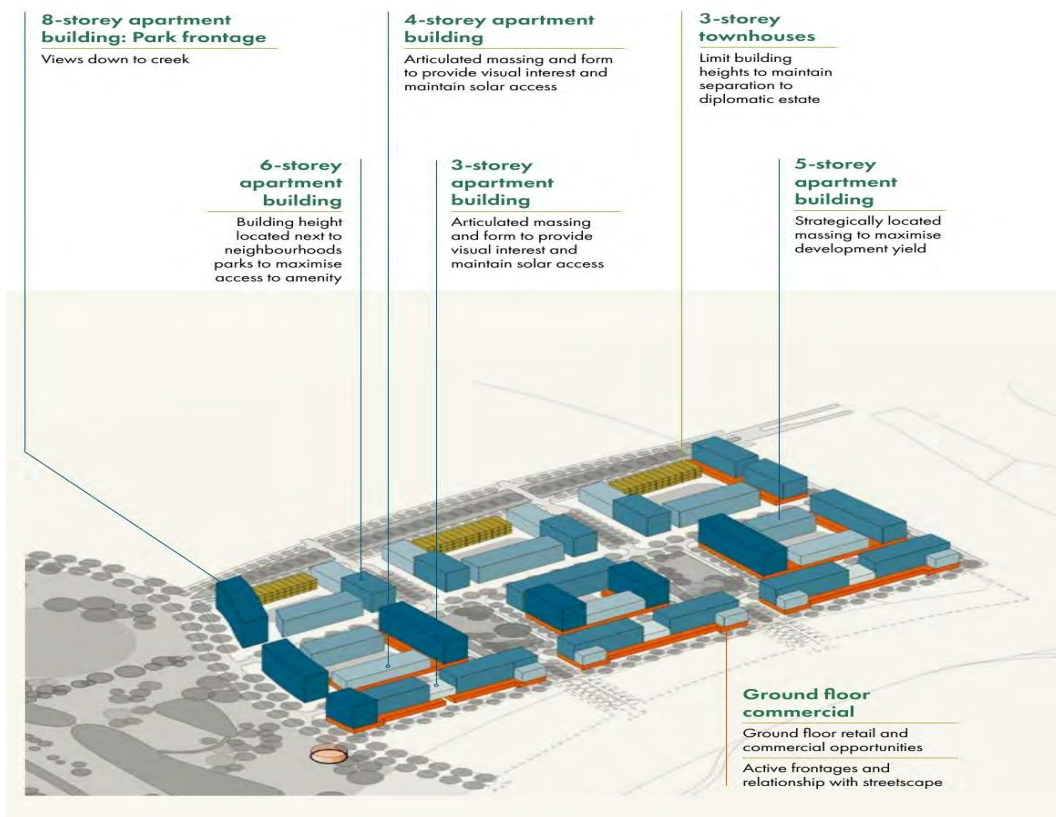 8-storey apartment
building: Park frontage
Views down to creek
4-storey apartment
building
Articulated massing and form
to provide visual interest and
maintain solar access
3-storey
townhouses
Limit building
heights to maintain
separation to
diplomatic estate
6-storey
apartment
building
Building height
located next to
neighbourhoods
parks to maximise
access to amenity
3-storey
apartment
building
Articulated massing
and form to provide
visual interest and
maintain solar access
5-storey
apartment
building
Strategically located
massing to maximise
development yield
Ground floor
commercial
Ground floor retail and
commercial opportunities
Active frontages and
relationship with streetscape